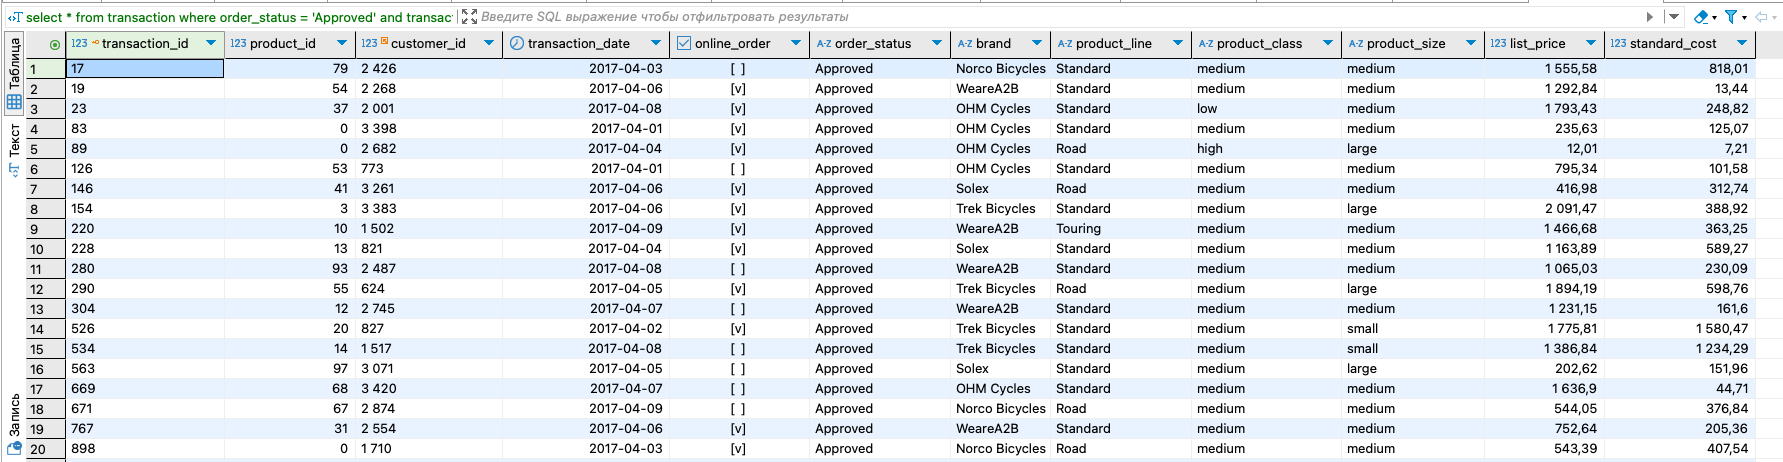 select * from transaction where order_status = 'Approved' and transac Введите SQL выражение чтобы отфильтровать результаты
Таблица
Текст
Запись
123 transaction_id 123 product_id 123 customer_id transaction_date online_order A-Z order_status A-Z brand A-Z product_line A-Z product_class A-Z product_size 123 list_price 123 standard_cost
1 17 79 2 426 2017-04-03 [ ] Approved Norco Bicycles Standard medium medium 1 555,58 818,01
2 19 54 2 268 2017-04-06 [v] Approved WeareA2B Standard medium medium 1 292,84 13,44
3 23 37 2 001 2017-04-08 [v] Approved OHM Cycles Standard low medium 1 793,43 248,82
4 83 0 3 398 2017-04-01 [v] Approved OHM Cycles Standard medium medium 235,63 125,07
5 89 0 2 682 2017-04-04 [v] Approved OHM Cycles Road high large 12,01 7,21
6 126 53 773 2017-04-01 [ ] Approved OHM Cycles Standard medium medium 795,34 101,58
7 146 41 3 261 2017-04-06 [v] Approved Solex Road medium medium 416,98 312,74
8 154 3 3 383 2017-04-06 [v] Approved Trek Bicycles Standard medium large 2 091,47 388,92
9 220 10 1 502 2017-04-09 [v] Approved WeareA2B Touring medium medium 1 466,68 363,25
10 228 13 821 2017-04-04 [v] Approved Solex Standard medium medium 1 163,89 589,27
11 280 93 2 487 2017-04-08 [ ] Approved WeareA2B Standard medium medium 1 065,03 230,09
12 290 55 624 2017-04-05 [v] Approved Trek Bicycles Road medium large 1 894,19 598,76
13 304 12 2 745 2017-04-07 [ ] Approved WeareA2B Standard medium medium 1 231,15 161,6
14 526 20 827 2017-04-02 [v] Approved Trek Bicycles Standard medium small 1 775,81 1 580,47
15 534 14 1 517 2017-04-08 [ ] Approved Trek Bicycles Standard medium small 1 386,84 1 234,29
16 563 97 3 071 2017-04-05 [ ] Approved Solex Standard medium large 202,62 151,96
17 669 68 3 420 2017-04-07 [ ] Approved OHM Cycles Standard medium medium 1 636,9 44,71
18 671 67 2 874 2017-04-09 [ ] Approved Norco Bicycles Road medium medium 544,05 376,84
19 767 31 2 554 2017-04-06 [v] Approved WeareA2B Standard medium medium 752,64 205,36
20 898 0 1 710 2017-04-03 [v] Approved Norco Bicycles Road medium medium 543,39 407,54